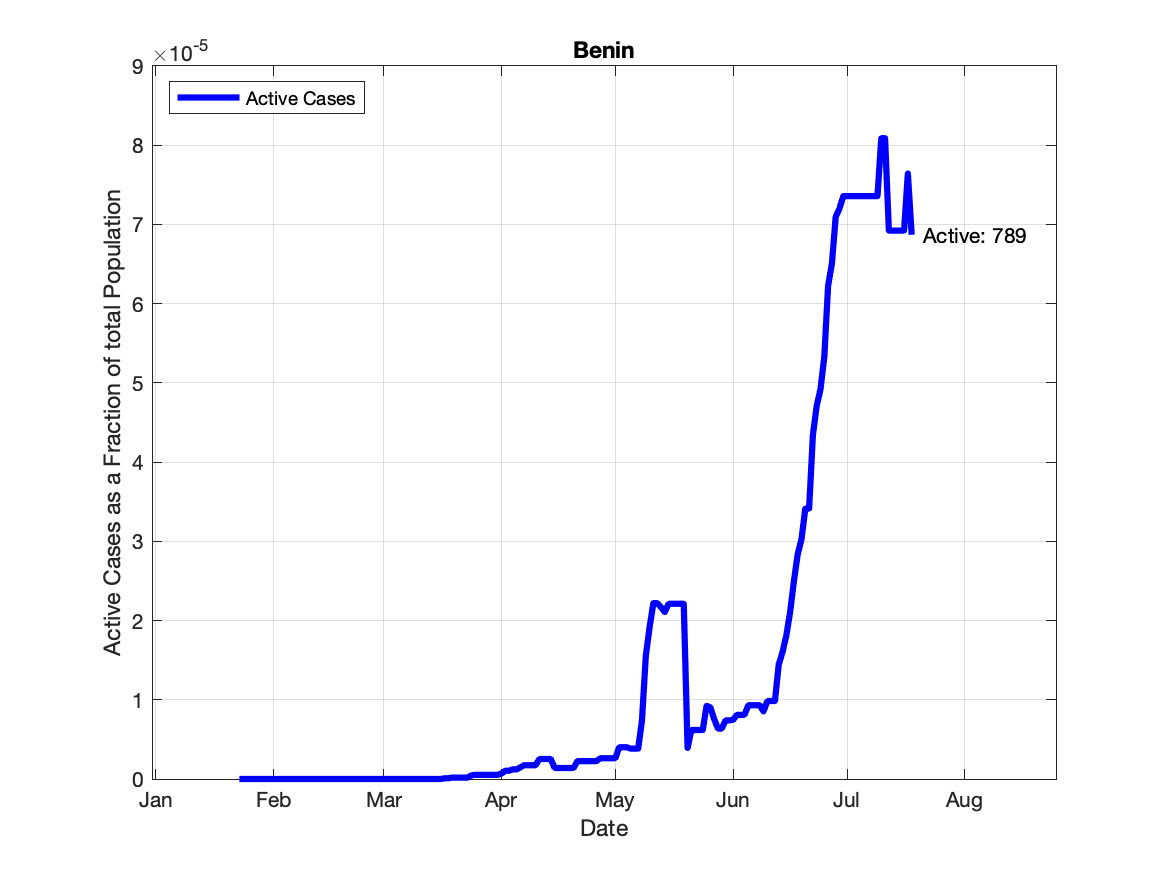 Benin
×10-5
Active Cases
9
8
7
6
5
4
3
2
1
0
Active Cases as a Fraction of total Population
Active: 789
Jan Feb Mar Apr May Jun Jul Aug
Date